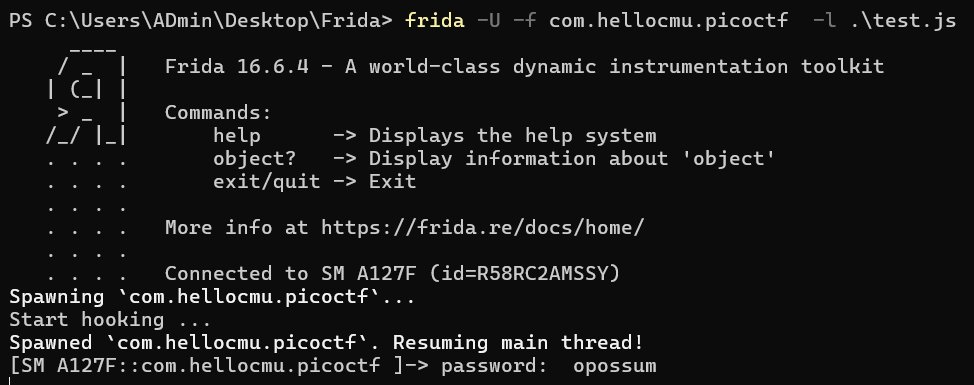 PS C:\Users\ADmin\Desktop\Frida> frida -U -f com.hellocmu.picoctf  -l .\test.js
     ____
    / _  |   Frida 16.6.4 - A world-class dynamic instrumentation toolkit
   | (_| |
    > _  |   Commands:
   /_/ |_|       help      -> Displays the help system
   . . . .       object?   -> Display information about 'object'
   . . . .       exit/quit -> Exit
   . . . .
   . . . .   More info at https://frida.re/docs/home/
   . . . .
   . . . .   Connected to SM A127F (id=R58RC2AMSSY)
Spawning `com.hellocmu.picoctf`...
Start hooking ...
Spawned `com.hellocmu.picoctf`. Resuming main thread!
[SM A127F::com.hellocmu.picoctf ]-> password:  opossum